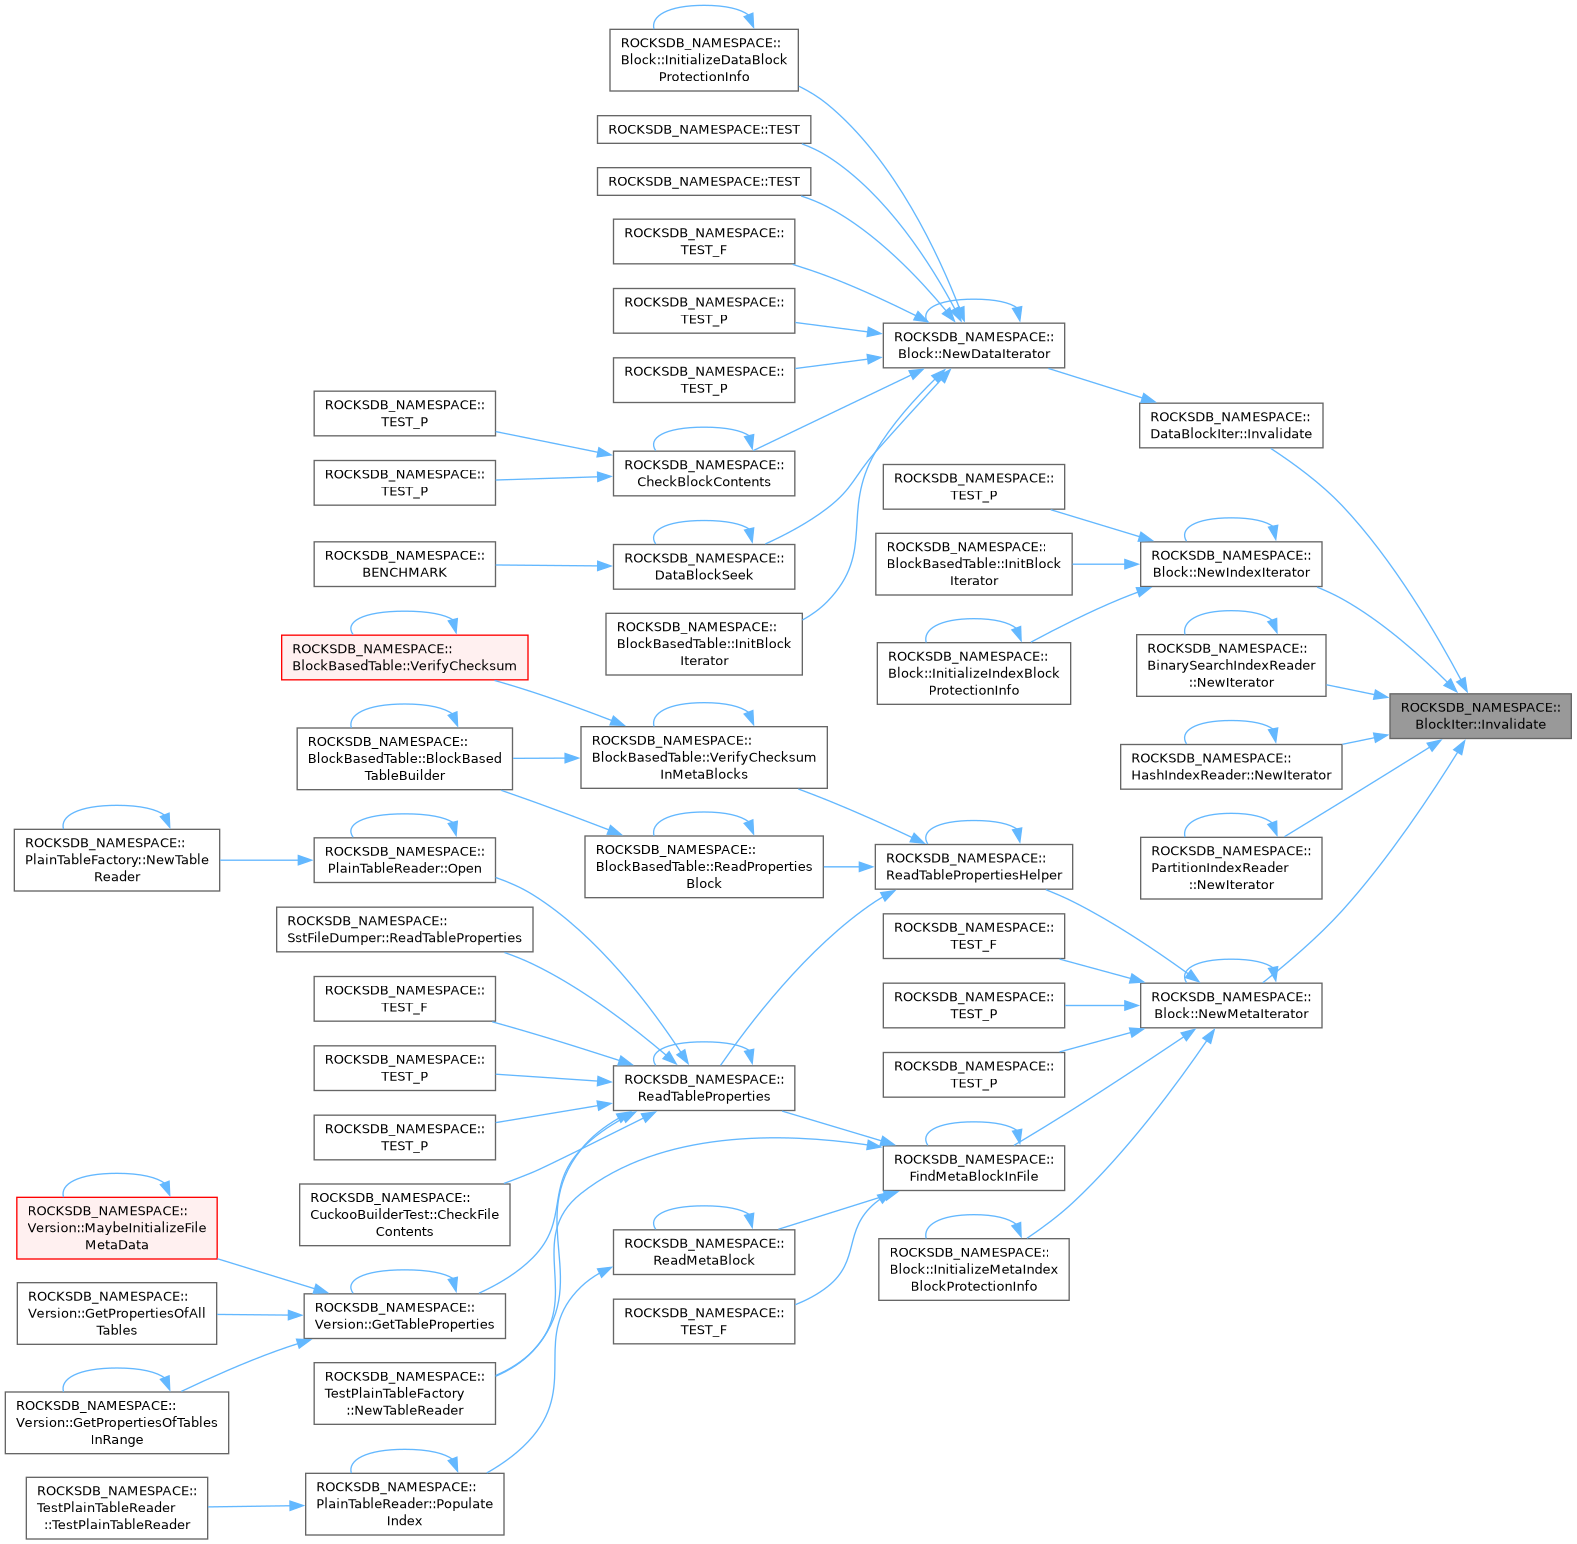 ROCKSDB_NAMESPACE::
Block::InitializeDataBlock
ProtectionInfo
ROCKSDB_NAMESPACE::TEST
ROCKSDB_NAMESPACE::TEST
ROCKSDB_NAMESPACE::
TEST_F
ROCKSDB_NAMESPACE::
TEST_P
ROCKSDB_NAMESPACE::
TEST_P
ROCKSDB_NAMESPACE::
Block::NewDataIterator
ROCKSDB_NAMESPACE::
TEST_P
ROCKSDB_NAMESPACE::
TEST_P
ROCKSDB_NAMESPACE::
CheckBlockContents
ROCKSDB_NAMESPACE::
DataBlockIter::Invalidate
ROCKSDB_NAMESPACE::
TEST_P
ROCKSDB_NAMESPACE::
BENCHMARK
ROCKSDB_NAMESPACE::
DataBlockSeek
ROCKSDB_NAMESPACE::
BlockBasedTable::InitBlock
Iterator
ROCKSDB_NAMESPACE::
Block::NewIndexIterator
ROCKSDB_NAMESPACE::
BlockBasedTable::InitBlock
Iterator
ROCKSDB_NAMESPACE::
Block::InitializeIndexBlock
ProtectionInfo
ROCKSDB_NAMESPACE::
BinarySearchIndexReader
::NewIterator
ROCKSDB_NAMESPACE::
BlockBasedTable::VerifyChecksum
ROCKSDB_NAMESPACE::
BlockIter::Invalidate
ROCKSDB_NAMESPACE::
BlockBasedTable::BlockBased
TableBuilder
ROCKSDB_NAMESPACE::
BlockBasedTable::VerifyChecksum
InMetaBlocks
ROCKSDB_NAMESPACE::
HashIndexReader::NewIterator
ROCKSDB_NAMESPACE::
PlainTableFactory::NewTable
Reader
ROCKSDB_NAMESPACE::
PlainTableReader::Open
ROCKSDB_NAMESPACE::
BlockBasedTable::ReadProperties
Block
ROCKSDB_NAMESPACE::
ReadTablePropertiesHelper
ROCKSDB_NAMESPACE::
PartitionIndexReader
::NewIterator
ROCKSDB_NAMESPACE::
SstFileDumper::ReadTableProperties
ROCKSDB_NAMESPACE::
TEST_F
ROCKSDB_NAMESPACE::
TEST_F
ROCKSDB_NAMESPACE::
TEST_P
ROCKSDB_NAMESPACE::
Block::NewMetaIterator
ROCKSDB_NAMESPACE::
TEST_P
ROCKSDB_NAMESPACE::
ReadTableProperties
ROCKSDB_NAMESPACE::
TEST_P
ROCKSDB_NAMESPACE::
TEST_P
ROCKSDB_NAMESPACE::
FindMetaBlockInFile
ROCKSDB_NAMESPACE::
CuckooBuilderTest::CheckFile
Contents
ROCKSDB_NAMESPACE::
Version::MaybeInitializeFile
MetaData
ROCKSDB_NAMESPACE::
ReadMetaBlock
ROCKSDB_NAMESPACE::
Block::InitializeMetaIndex
BlockProtectionInfo
ROCKSDB_NAMESPACE::
Version::GetPropertiesOfAll
Tables
ROCKSDB_NAMESPACE::
Version::GetTableProperties
ROCKSDB_NAMESPACE::
TEST_F
ROCKSDB_NAMESPACE::
TestPlainTableFactory
::NewTableReader
ROCKSDB_NAMESPACE::
Version::GetPropertiesOfTables
InRange
ROCKSDB_NAMESPACE::
TestPlainTableReader
::TestPlainTableReader
ROCKSDB_NAMESPACE::
PlainTableReader::Populate
Index